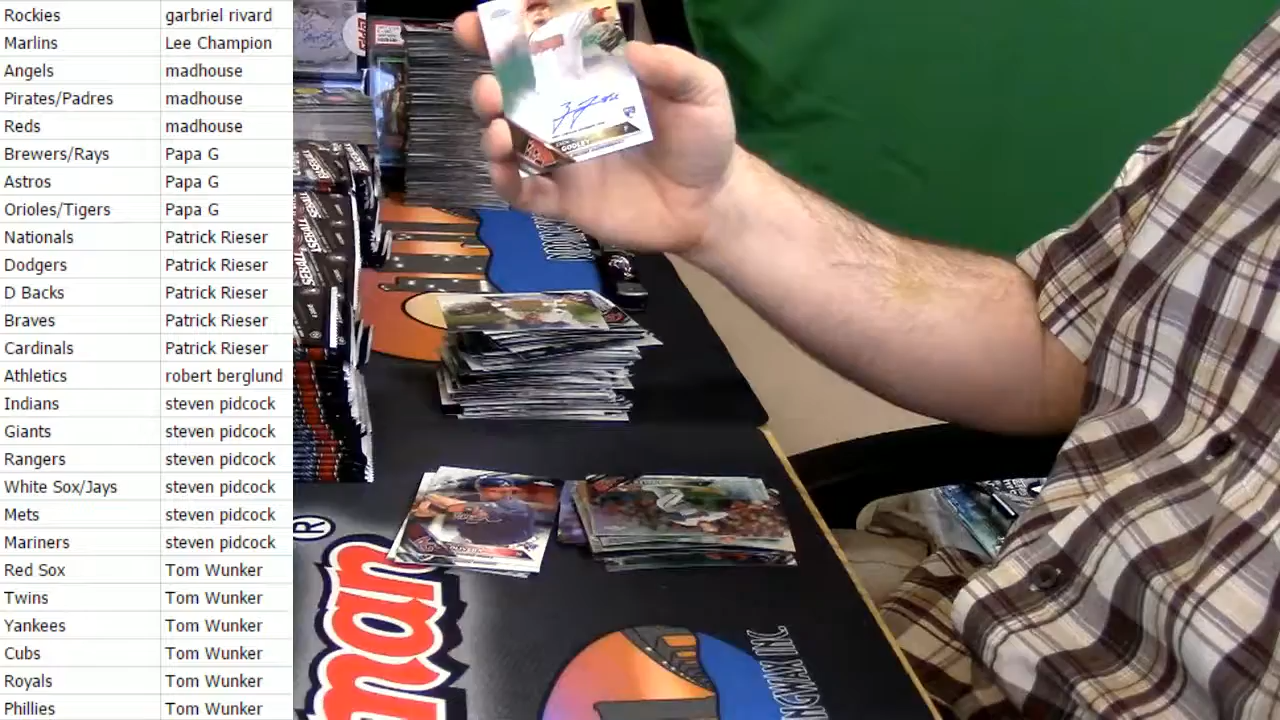 Rockies garbriel rivard
Marlins Lee Champion
Angels madhouse
Pirates/Padres madhouse
Reds madhouse
Brewers/Rays Papa G
Astros Papa G
Orioles/Tigers Papa G
Nationals Patrick Rieser
Dodgers Patrick Rieser
D Backs Patrick Rieser
Braves Patrick Rieser
Cardinals Patrick Rieser
Athletics robert berglund
Indians steven pidcock
Giants steven pidcock
Rangers steven pidcock
White Sox/Jays steven pidcock
Mets steven pidcock
Mariners steven pidcock
Red Sox Tom Wunker
Twins Tom Wunker
Yankees Tom Wunker
Cubs Tom Wunker
Royals Tom Wunker
Phillies Tom Wunker
GODLEY
®
man
NGWAX INC.